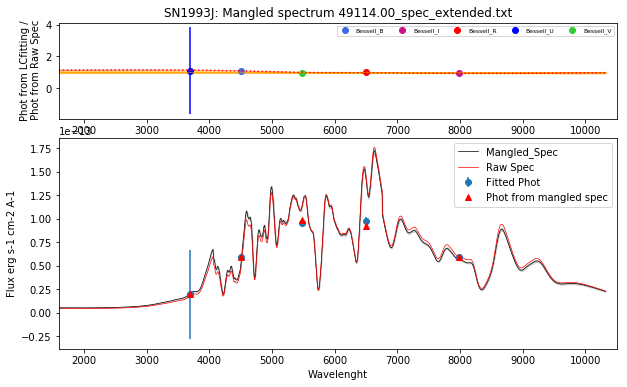 SN1993J: Mangled spectrum 49114.00_spec_extended.txt
Phot from LCfitting /
Phot from Raw Spec
4
2
0
Bessell_B
Bessell_I
Bessell_R
Bessell_U
Bessell_V
2000 3000 4000 5000 6000 7000 8000 9000 10000
1e−13
Flux erg s-1 cm-2 A-1
1.75
1.50
1.25
1.00
0.75
0.50
0.25
0.00
−0.25
Mangled_Spec
Raw Spec
Fitted Phot
Phot from mangled spec
2000 3000 4000 5000 6000 7000 8000 9000 10000
Wavelenght